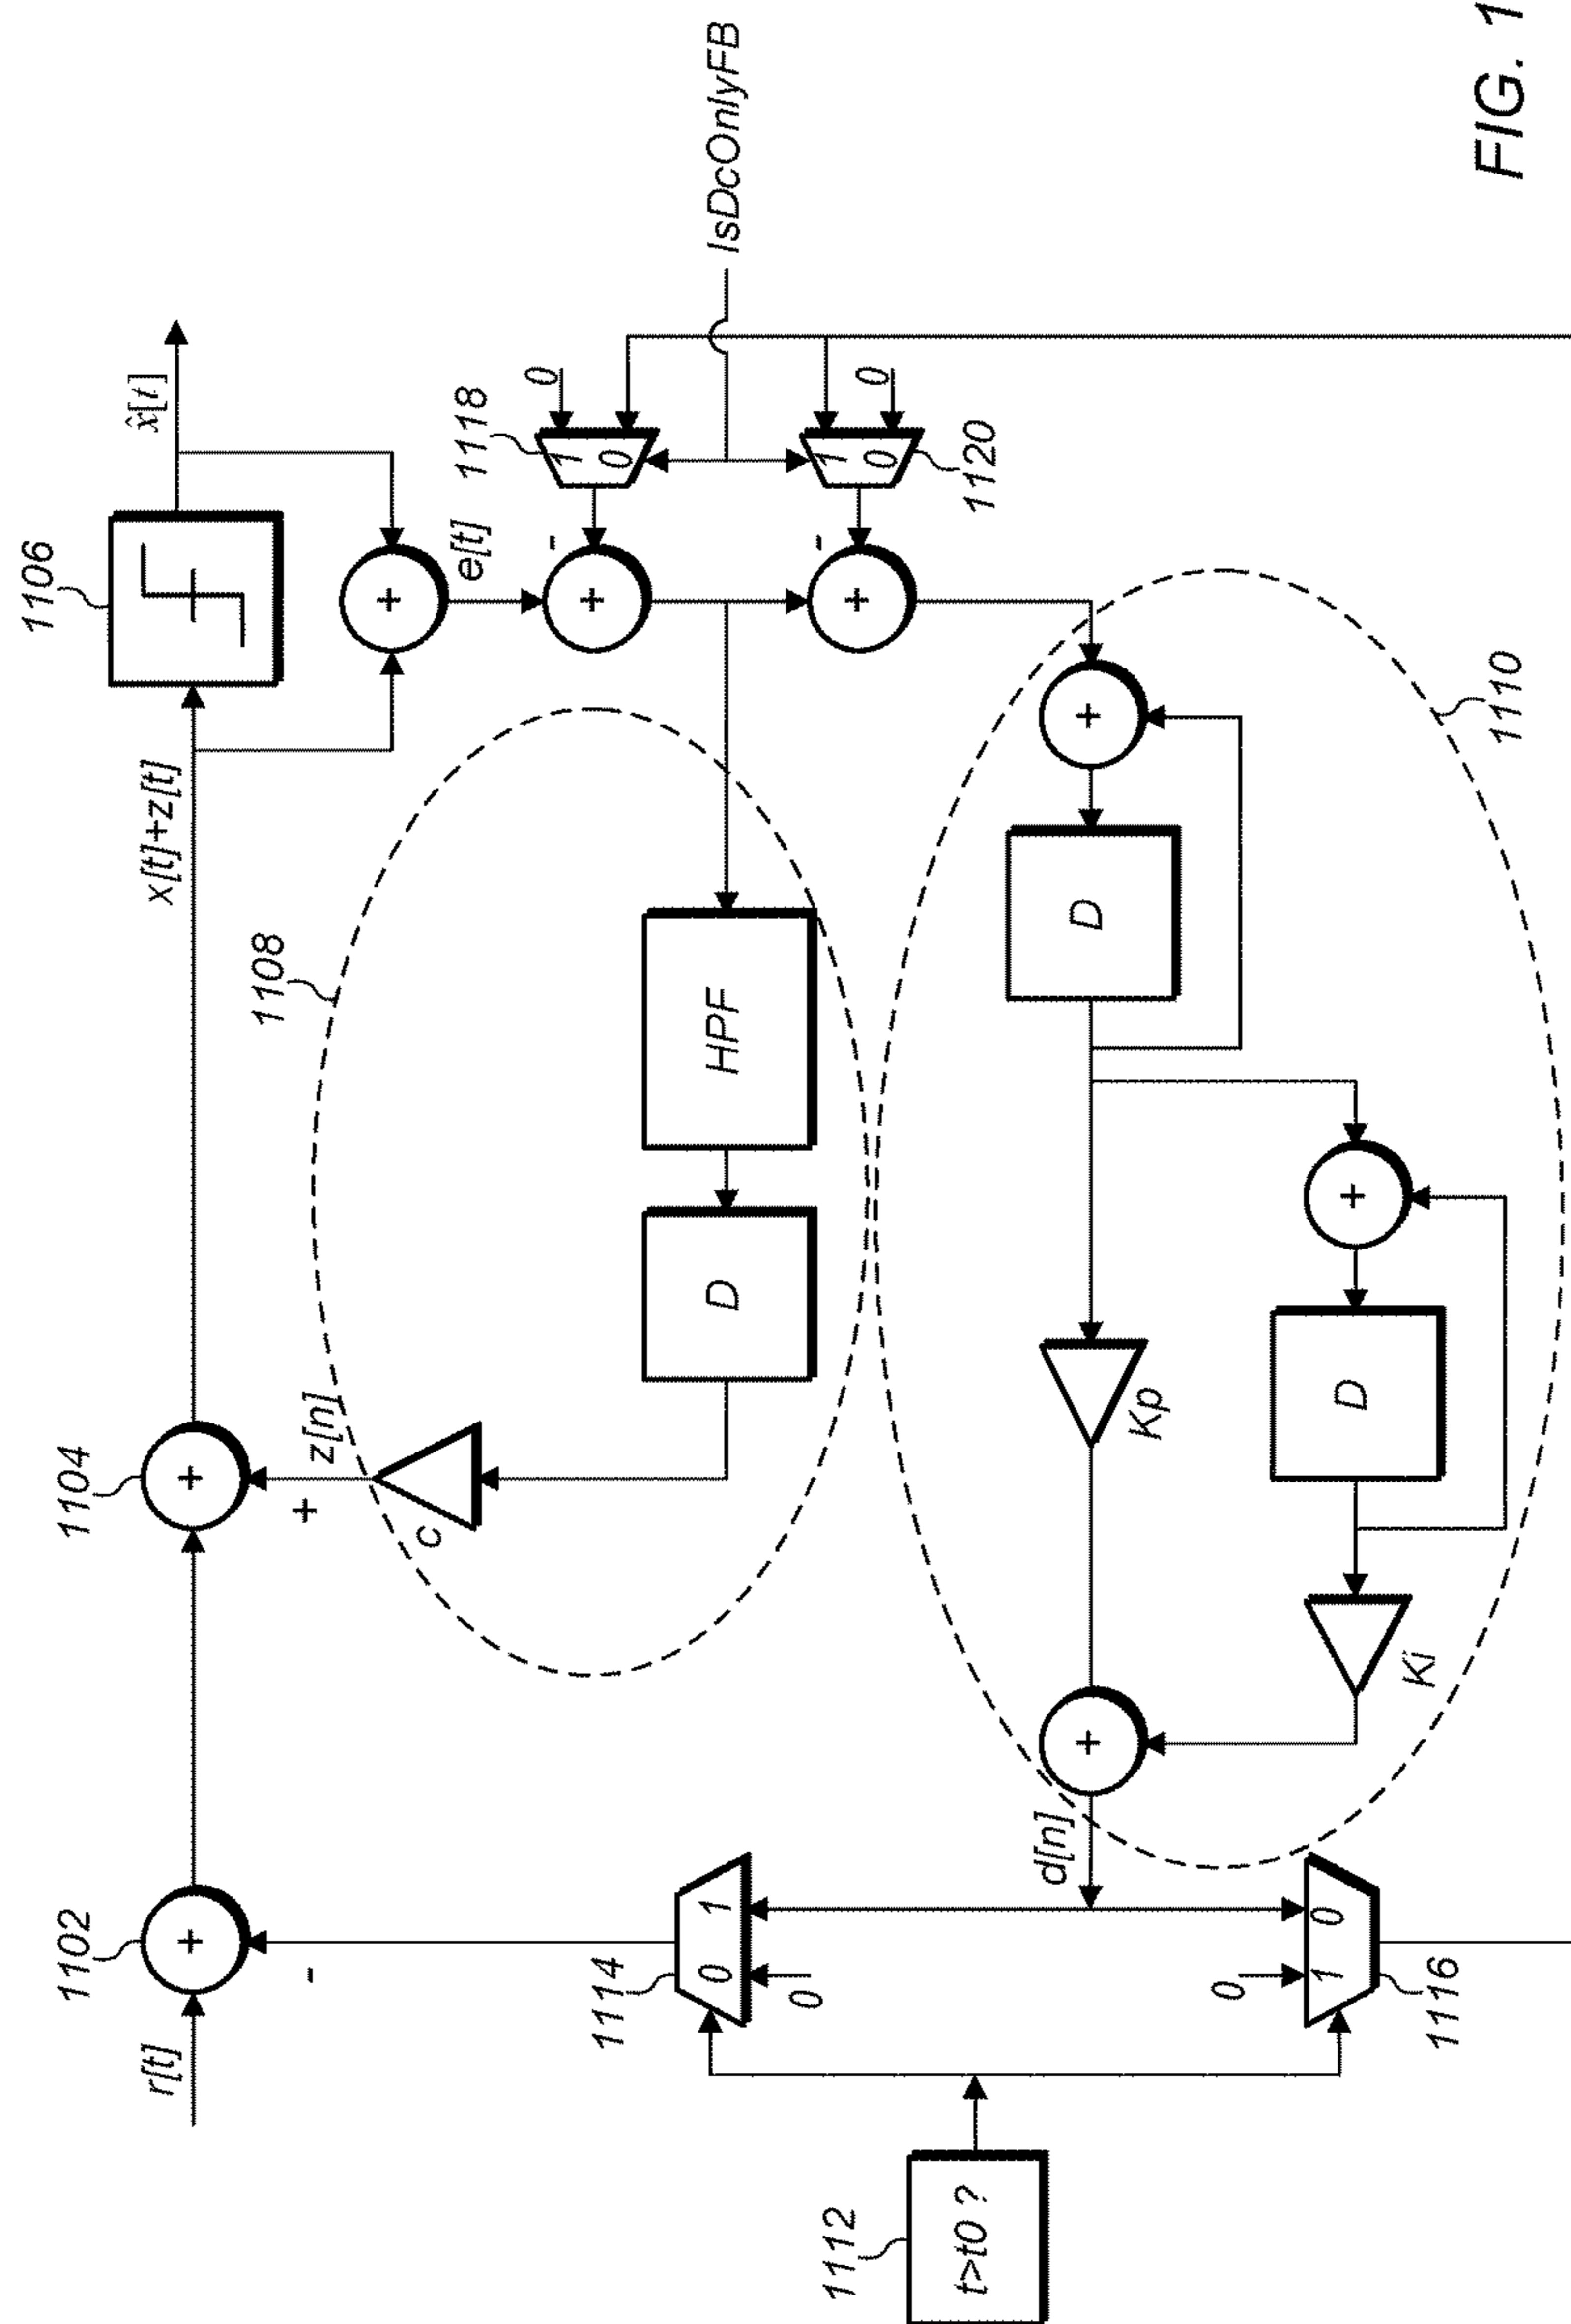 1106
x̂[t]
x[t]+z[t]
1104
+
1102
+
r[t]
-
+
z[n]
c
1108
+
e[t]
-
+
1118
0
1
0
IsDcOnlyFB
HPF
D
-
+
1
0
0
1120
1114
0
1
0
d[n]
+
Kp
D
+
1110
1112
t>t0 ?
0
1
0
1116
Ki
D
+
FIG. 1